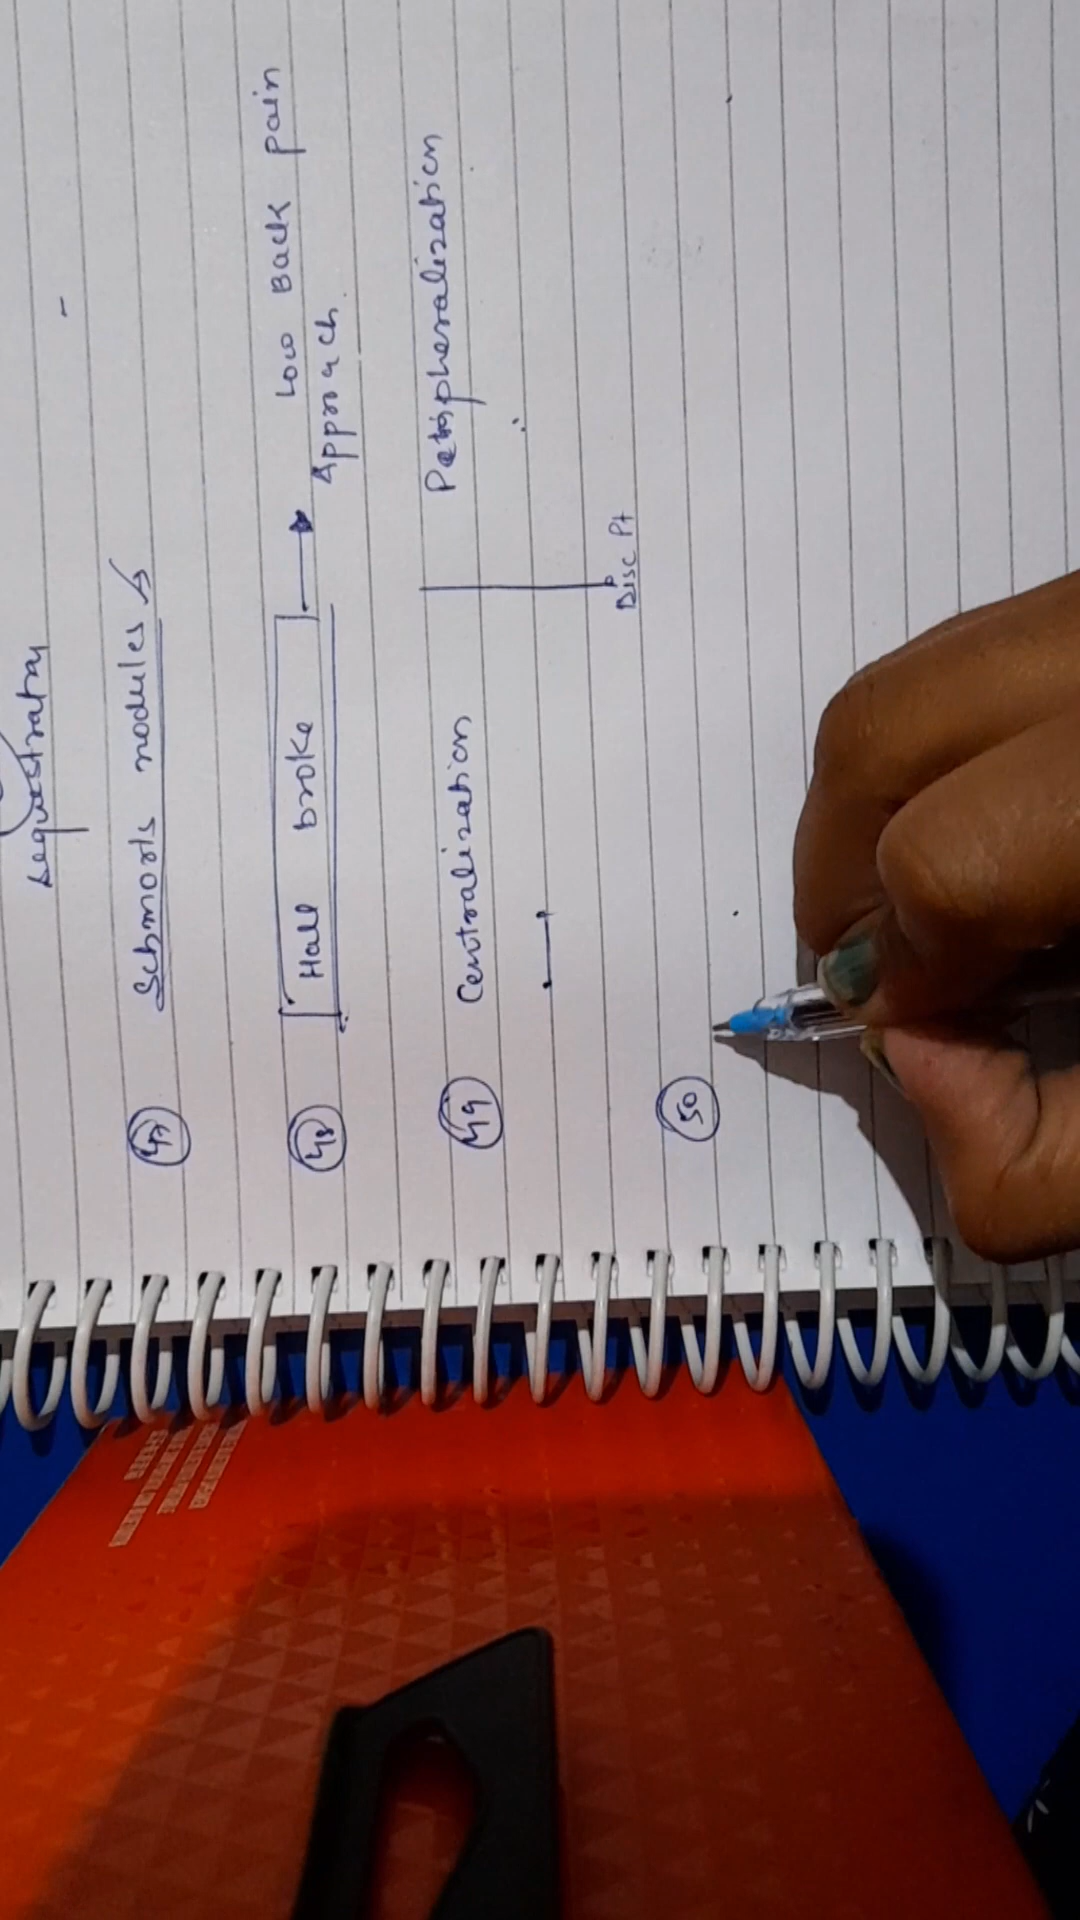 sequestratry
47 Schmorls nodules
48 Hall broke Low Back pain
Approach.
49 Centralization Peripheralization
Disc Pt
50